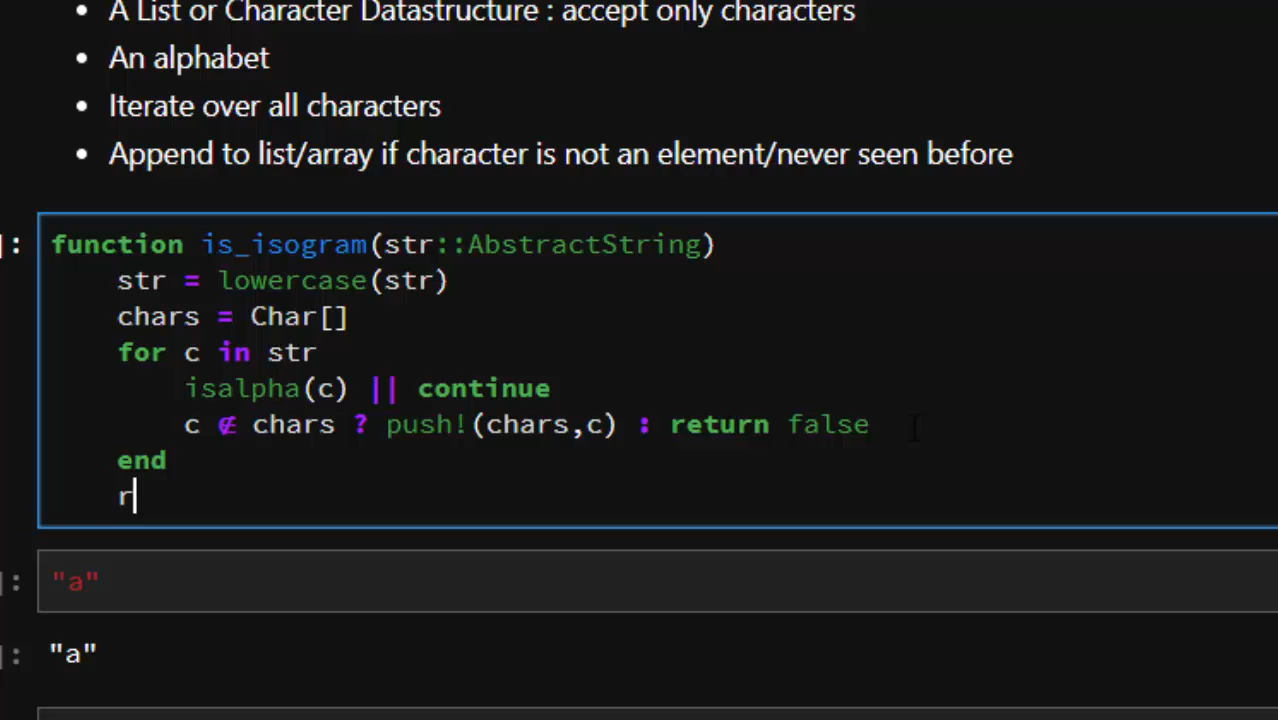 • A List or Character Datastructure : accept only characters
• An alphabet
• Iterate over all characters
• Append to list/array if character is not an element/never seen before
]: function is_isogram(str::AbstractString)
    str = lowercase(str)
    chars = Char[]
    for c in str
        isalpha(c) || continue
        c ∉ chars ? push!(chars,c) : return false
    end
    r
]: "a"
]: "a"